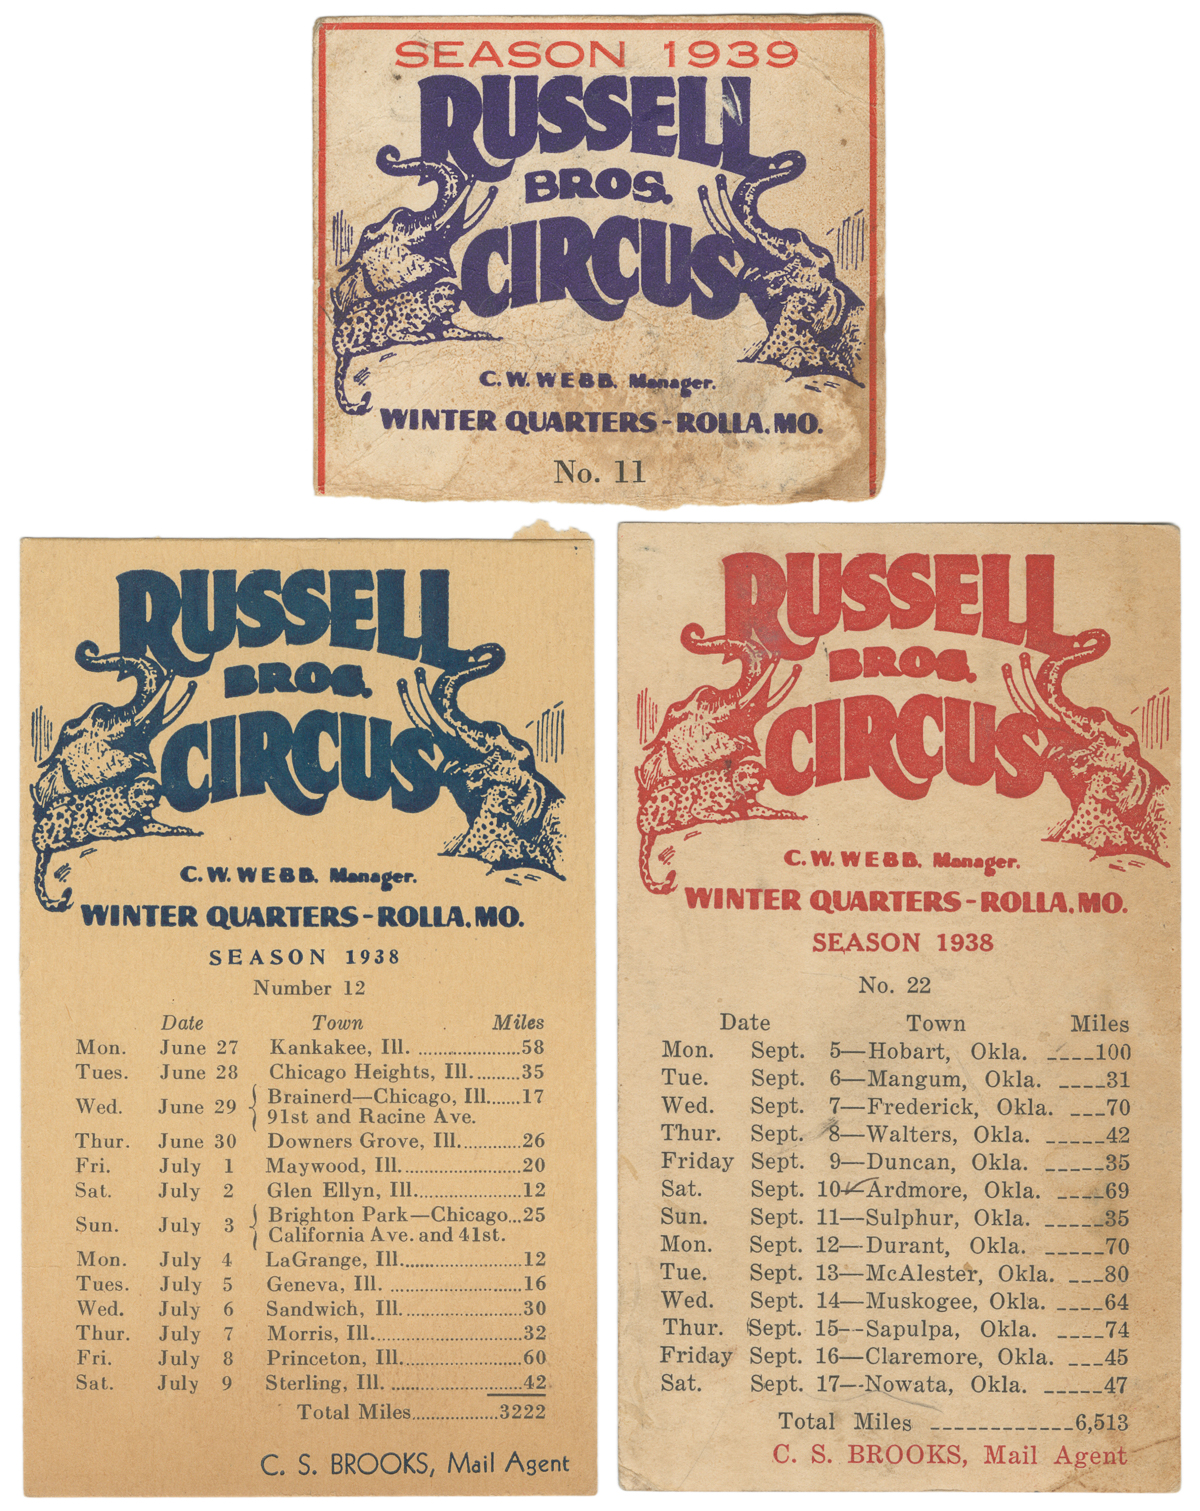 SEASON 1939
RUSSELL
BROS.
CIRCUS
C. W. WEBB. Manager.
WINTER QUARTERS - ROLLA. MO.
No. 11
RUSSELL
BROS.
CIRCUS
C. W. WEBB. Manager.
WINTER QUARTERS - ROLLA. MO.
SEASON 1938
Number 12
Date Town Miles
Mon. June 27 Kankakee, Ill. ....................58
Tues. June 28 Chicago Heights, Ill.........35
Wed. June 29 { Brainerd—Chicago, Ill......17
91st and Racine Ave.
Thur. June 30 Downers Grove, Ill............26
Fri. July 1 Maywood, Ill........................20
Sat. July 2 Glen Ellyn, Ill.....................12
Sun. July 3 { Brighton Park—Chicago...25
California Ave. and 41st.
Mon. July 4 LaGrange, Ill.......................12
Tues. July 5 Geneva, Ill. ..........................16
Wed. July 6 Sandwich, Ill.......................30
Thur. July 7 Morris, Ill............................32
Fri. July 8 Princeton, Ill.......................60
Sat. July 9 Sterling, Ill. ..........................42
Total Miles.................3222
C. S. BROOKS, Mail Agent
RUSSELL
BROS.
CIRCUS
C. W. WEBB. Manager.
WINTER QUARTERS - ROLLA. MO.
SEASON 1938
No. 22
Date Town Miles
Mon. Sept. 5—Hobart, Okla. ____100
Tue. Sept. 6—Mangum, Okla. _____31
Wed. Sept. 7—Frederick, Okla. ___70
Thur. Sept. 8—Walters, Okla. ______42
Friday Sept. 9—Duncan, Okla. ______35
Sat. Sept. 10—Ardmore, Okla. _____69
Sun. Sept. 11—Sulphur, Okla. ______35
Mon. Sept. 12—Durant, Okla. ______70
Tue. Sept. 13—McAlester, Okla. ___80
Wed. Sept. 14—Muskogee, Okla. ____64
Thur. Sept. 15--Sapulpa, Okla. _____74
Friday Sept. 16—Claremore, Okla. ___45
Sat. Sept. 17—Nowata, Okla. ______47
Total Miles ____________6,513
C. S. BROOKS, Mail Agent